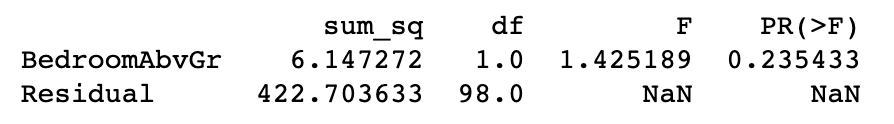 sum_sq df F PR(>F)
BedroomAbvGr 6.147272 1.0 1.425189 0.235433
Residual 422.703633 98.0 NaN NaN